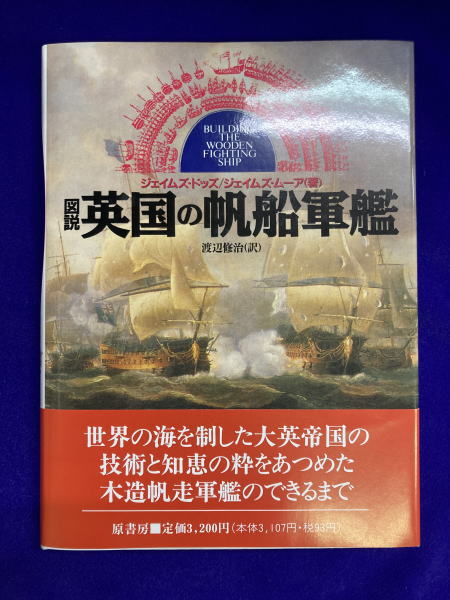 BUILDING
THE
WOODEN
FIGHTING
SHIP
ジェイムズ・ドッズ/ジェイムズ・ムーア(著)
図説 英国の帆船軍艦
渡辺修治(訳)
世界の海を制した大英帝国の
技術と知恵の粋をあつめた
木造帆走軍艦のできるまで
原書房■定価3,200円(本体3,107円・税93円)